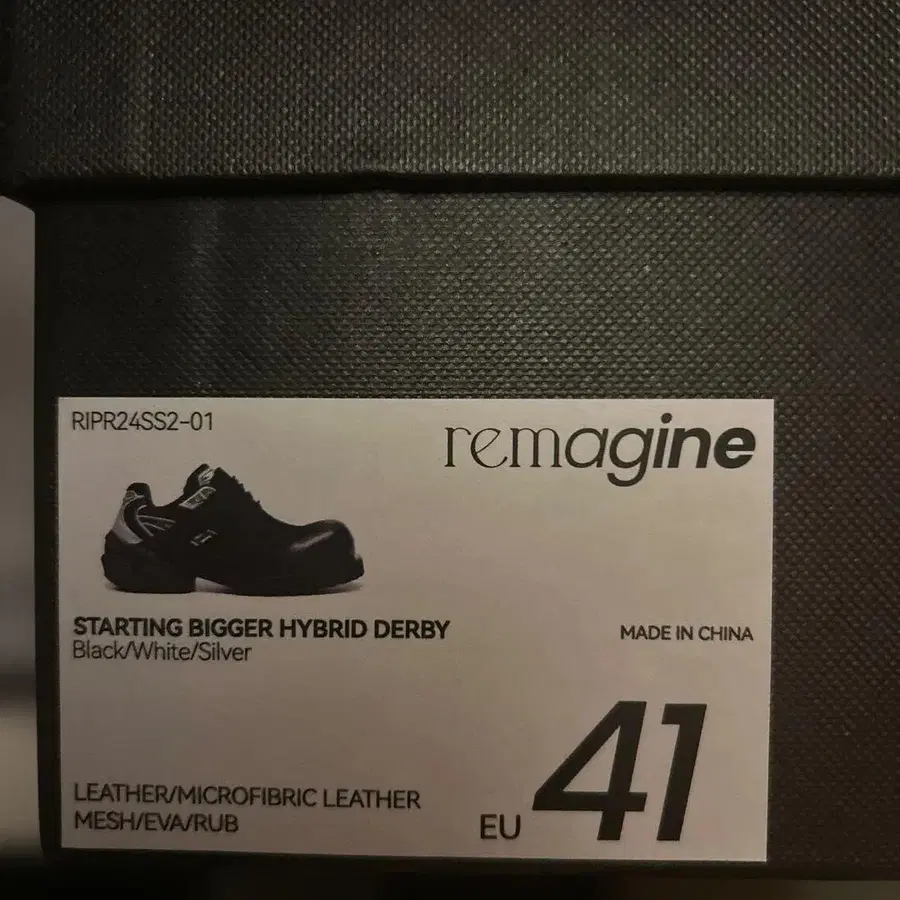 RIPR24SS2-01
remagine
STARTING BIGGER HYBRID DERBY
Black/White/Silver
MADE IN CHINA
LEATHER/MICROFIBRIC LEATHER
MESH/EVA/RUB
EU 41